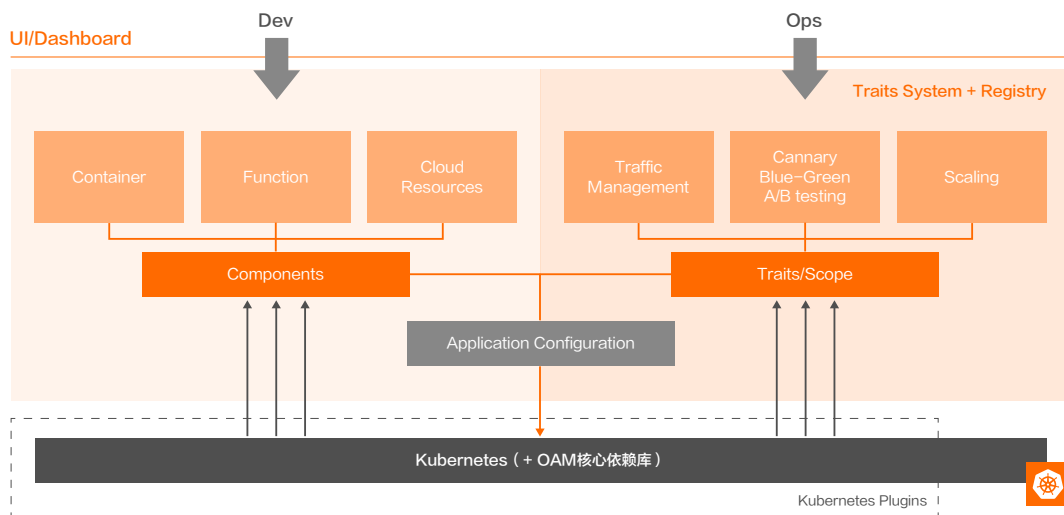 Dev
Ops
UI/Dashboard
Traits System + Registry
Container
Function
Cloud
Resources
Traffic
Management
Cannary
Blue-Green
A/B testing
Scaling
Components
Traits/Scope
Application Configuration
Kubernetes（+ OAM核心依赖库）
Kubernetes Plugins